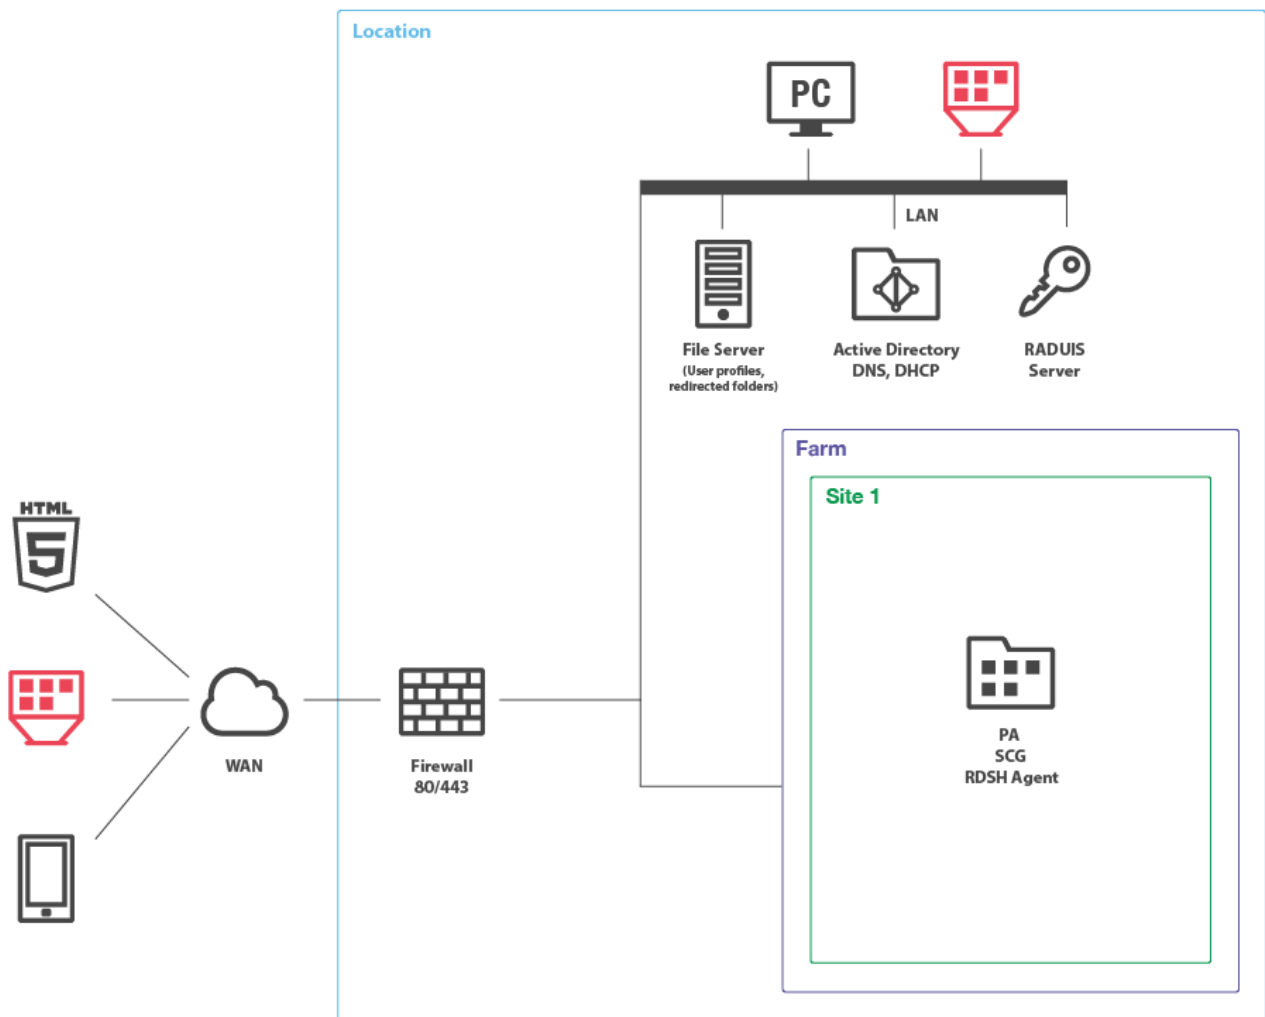 Location
PC
LAN
File Server
(User profiles,
redirected folders)
Active Directory
DNS, DHCP
RADUIS
Server
Farm
Site 1
HTML
5
WAN
Firewall
80/443
PA
SCG
RDSH Agent